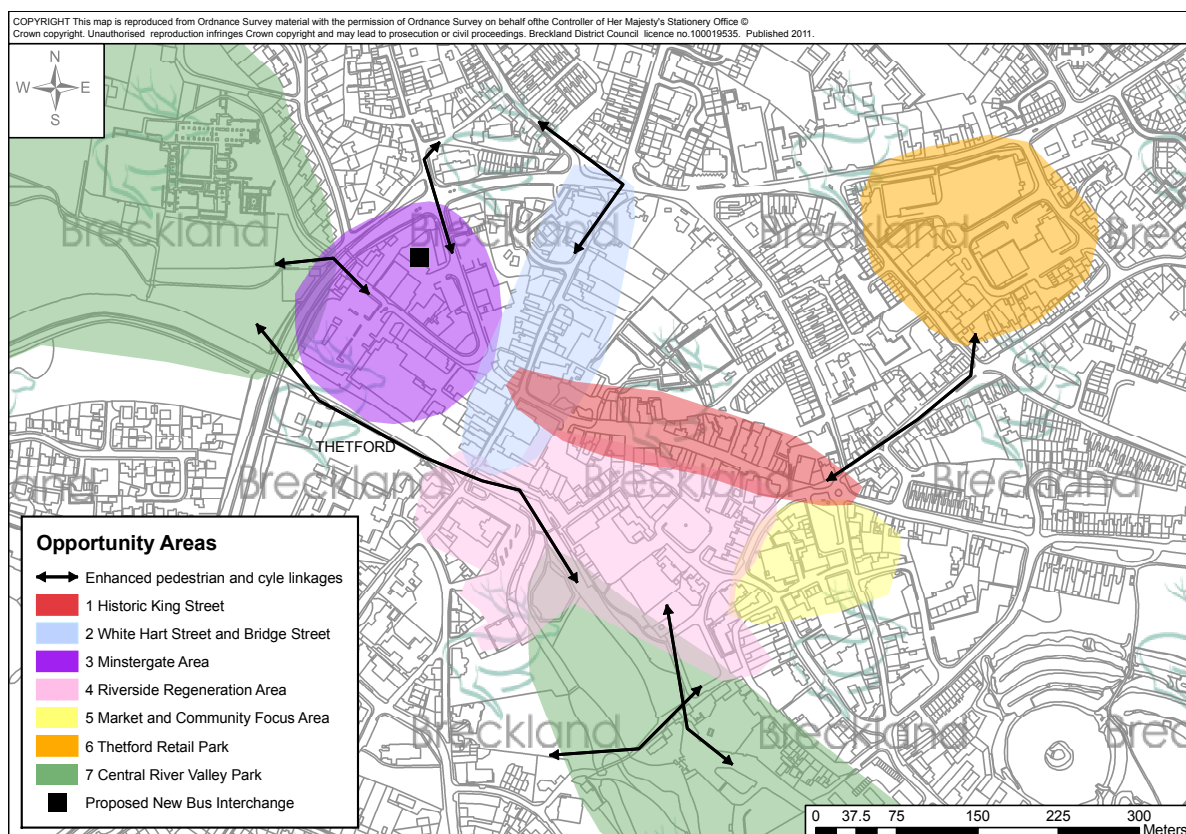 COPYRIGHT This map is reproduced from Ordnance Survey material with the permission of Ordnance Survey on behalf ofthe Controller of Her Majesty's Stationery Office ©
Crown copyright. Unauthorised reproduction infringes Crown copyright and may lead to prosecution or civil proceedings. Breckland District Council licence no.100019535. Published 2011.
N
W E
S
Breckland Breckland Breckland Brec
THETFORD
and Breckland Breckland Breckland
Breckland Breckland Brec
Opportunity Areas
Enhanced pedestrian and cyle linkages
1 Historic King Street
2 White Hart Street and Bridge Street
3 Minstergate Area
4 Riverside Regeneration Area
5 Market and Community Focus Area
6 Thetford Retail Park
7 Central River Valley Park
Proposed New Bus Interchange
0 37.5 75 150 225 300
Meters